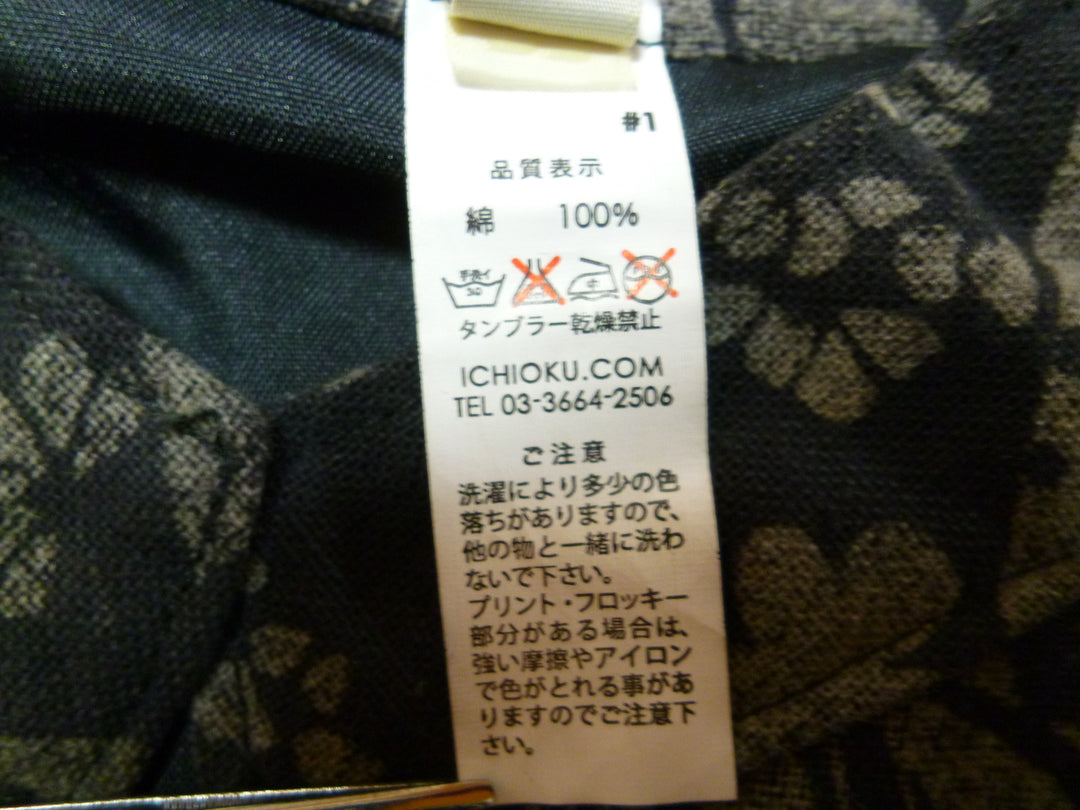 #1
品質表示
綿 100%
手洗イ
30
中
タンブラー乾燥禁止
ICHIOKU.COM
TEL 03-3664-2506
ご注意
洗濯により多少の色
落ちがありますので、
他の物と一緒に洗わ
ないで下さい。
プリント・フロッキー
部分がある場合は、
強い摩擦やアイロン
で色がとれる事があ
りますのでご注意下
さい。